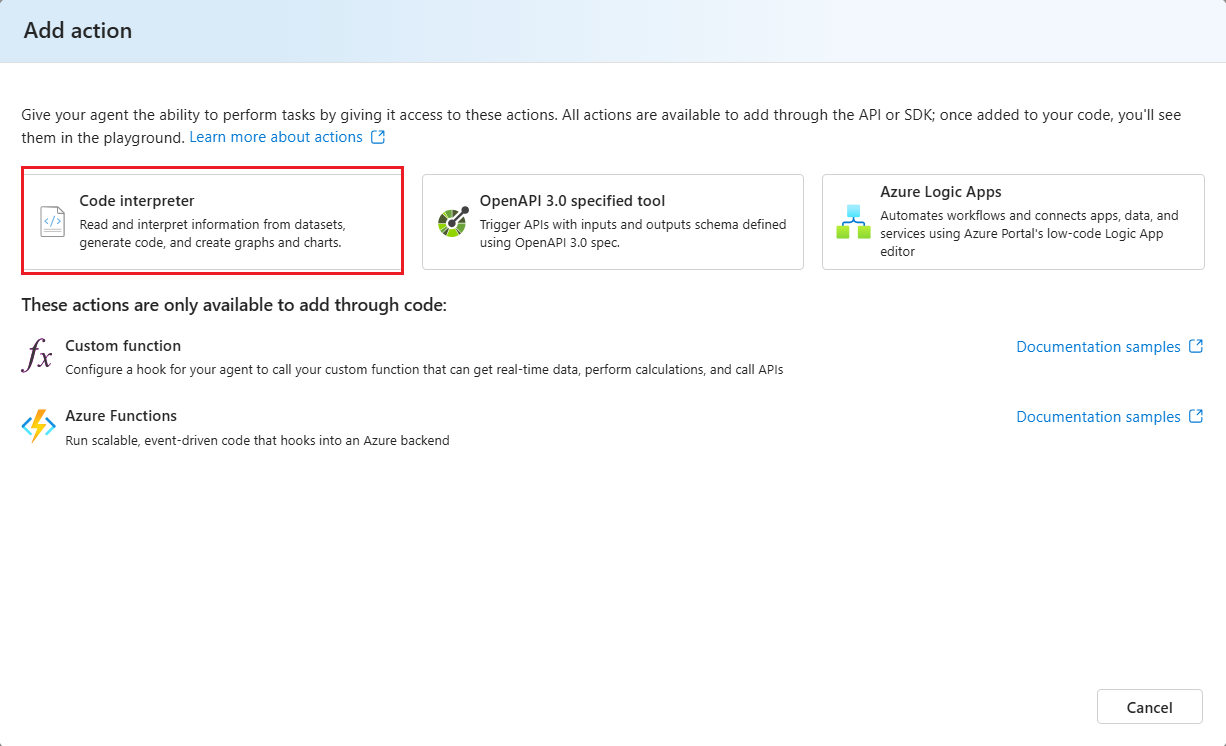 Add action
Give your agent the ability to perform tasks by giving it access to these actions. All actions are available to add through the API or SDK; once added to your code, you'll see
them in the playground. Learn more about actions
Code interpreter
Read and interpret information from datasets,
generate code, and create graphs and charts.
OpenAPI 3.0 specified tool
Trigger APIs with inputs and outputs schema defined
using OpenAPI 3.0 spec.
Azure Logic Apps
Automates workflows and connects apps, data, and
services using Azure Portal's low-code Logic App
editor
These actions are only available to add through code:
Custom function
Documentation samples
Configure a hook for your agent to call your custom function that can get real-time data, perform calculations, and call APIs
Azure Functions
Documentation samples
Run scalable, event-driven code that hooks into an Azure backend
Cancel